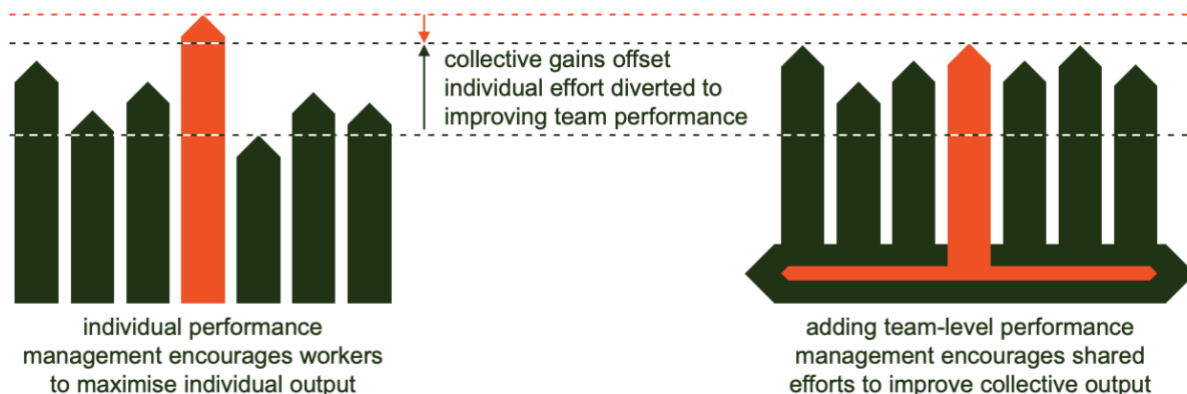 collective gains offset
individual effort diverted to
improving team performance
individual performance
management encourages workers
to maximise individual output
adding team-level performance
management encourages shared
efforts to improve collective output